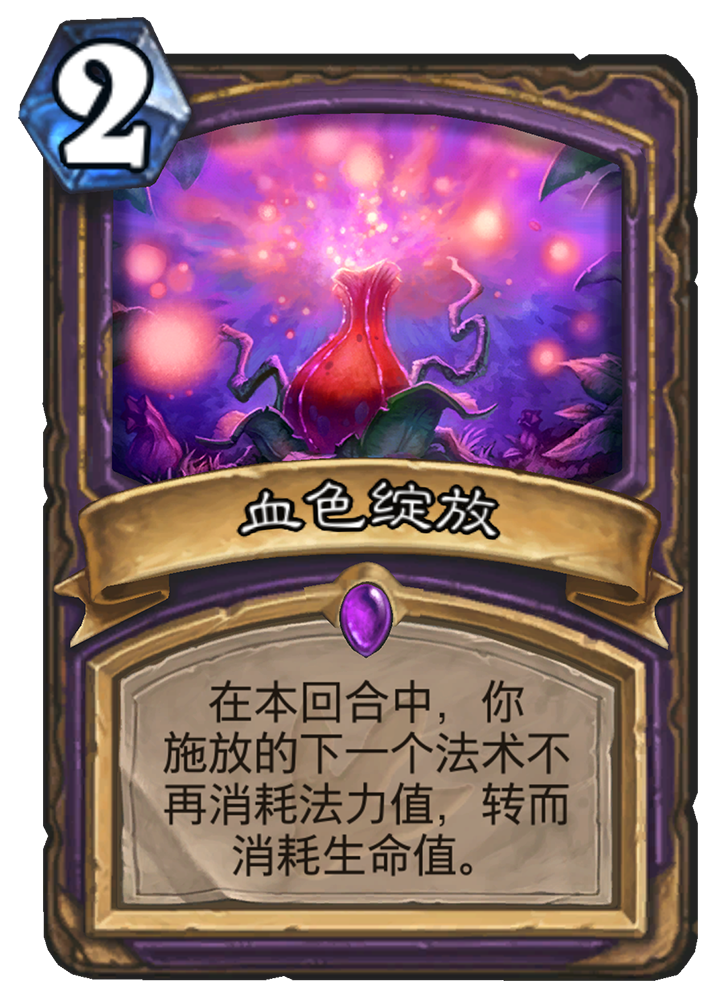 2
血色绽放
在本回合中，你
施放的下一个法术不
再消耗法力值，转而
消耗生命值。